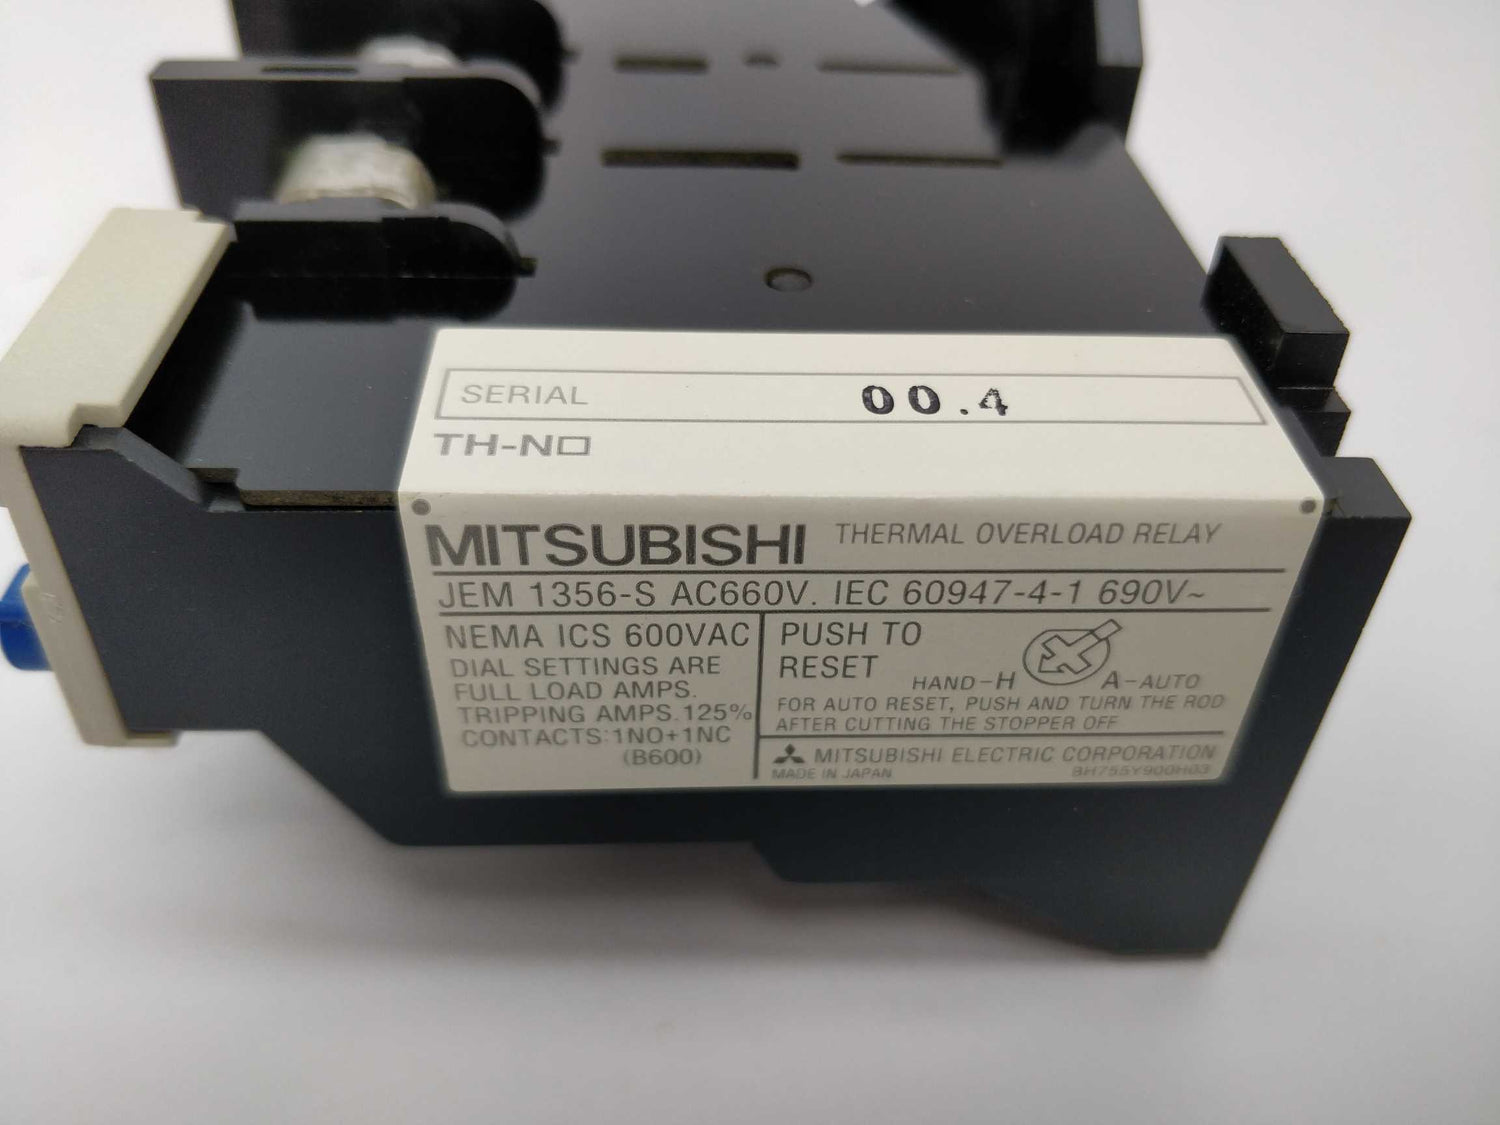 SERIAL 00.4
TH-N□
MITSUBISHI THERMAL OVERLOAD RELAY
JEM 1356-S AC660V. IEC 60947-4-1 690V~
NEMA ICS 600VAC
DIAL SETTINGS ARE
FULL LOAD AMPS.
TRIPPING AMPS.125%
CONTACTS:1NO+1NC
(B600)
PUSH TO
RESET
HAND-H A-AUTO
FOR AUTO RESET, PUSH AND TURN THE ROD
AFTER CUTTING THE STOPPER OFF
MITSUBISHI ELECTRIC CORPORATION
MADE IN JAPAN BH755Y900H03